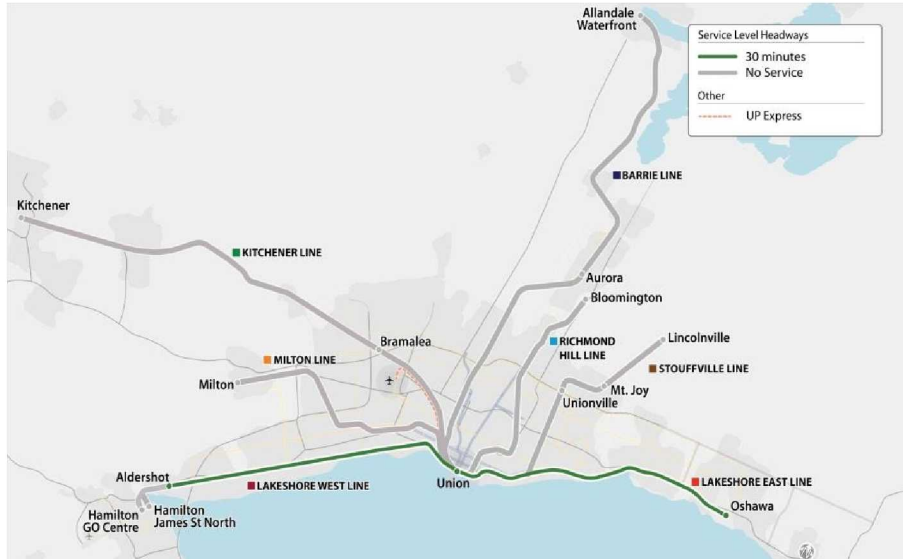 Allandale
Waterfront
Service Level Headways
30 minutes
No Service
Other
UP Express
BARRIE LINE
Kitchener
KITCHENER LINE
Aurora
Bloomington
Bramalea
RICHMOND
HILL LINE
Lincolnville
MILTON LINE
STOUFFVILLE LINE
Milton
Mt. Joy
Unionville
Aldershot
LAKESHORE WEST LINE
Union
LAKESHORE EAST LINE
Oshawa
Hamilton
GO Centre
Hamilton
James St North